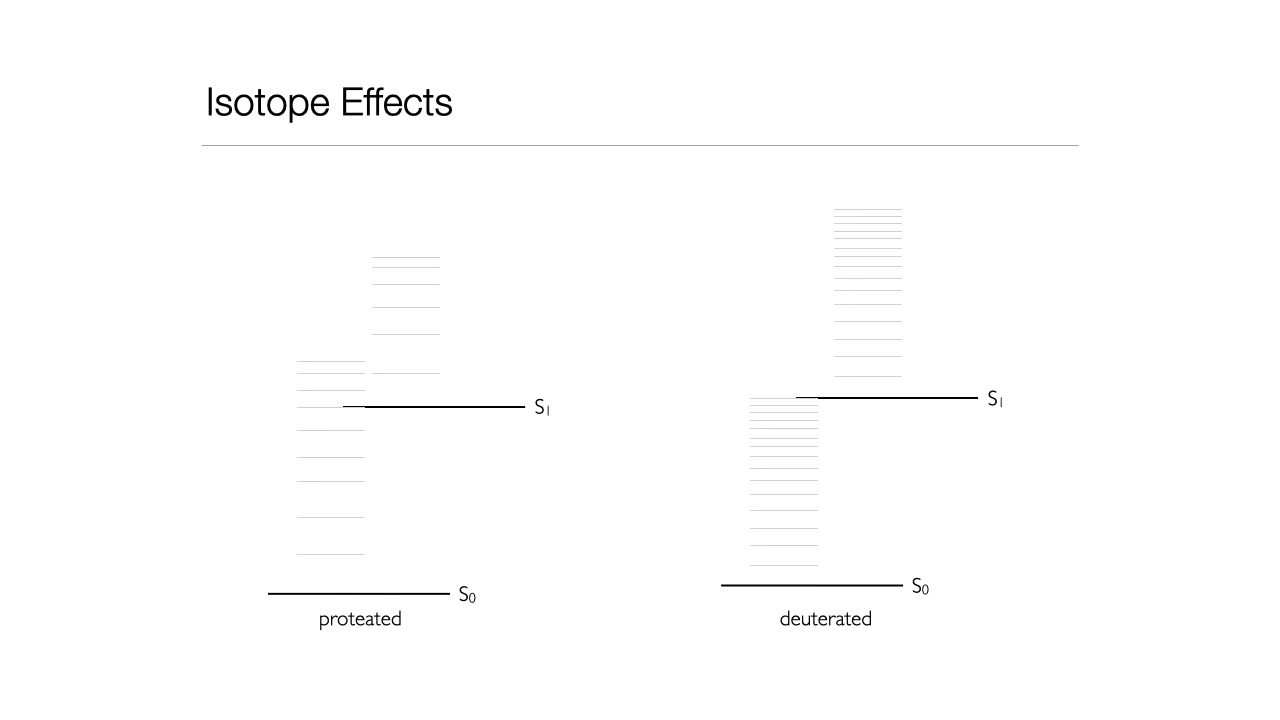 Isotope Effects
S₁
S₁
S₀
S₀
proteated
deuterated